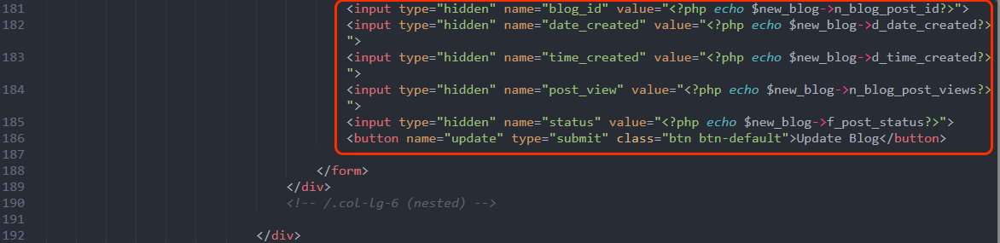 181 <input type="hidden" name="blog_id" value="<?php echo $new_blog->n_blog_post_id?>">
182 <input type="hidden" name="date_created" value="<?php echo $new_blog->d_date_created?>
">
183 <input type="hidden" name="time_created" value="<?php echo $new_blog->d_time_created?>
">
184 <input type="hidden" name="post_view" value="<?php echo $new_blog->n_blog_post_views?>
">
185 <input type="hidden" name="status" value="<?php echo $new_blog->f_post_status?>">
186 <button name="update" type="submit" class="btn btn-default">Update Blog</button>
187
188 </form>
189 </div>
190 <!-- /.col-lg-6 (nested) -->
191
192 </div>